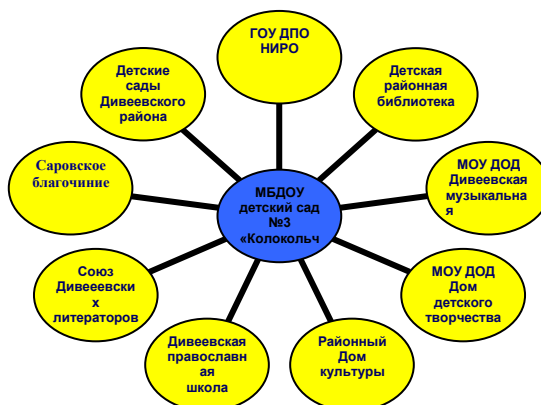 ГОУ ДПО
НИРО
Детские
сады
Дивеевского
района
Детская
районная
библиотека
Саровское
благочиние
МБДОУ
детский сад
№3
«Колокольч
МОУ ДОД
Дивеевская
музыкальна
я
Союз
Дивееевски
х
литераторов
МОУ ДОД
Дом
детского
творчества
Дивеевская
православн
ая
школа
Районный
Дом
культуры